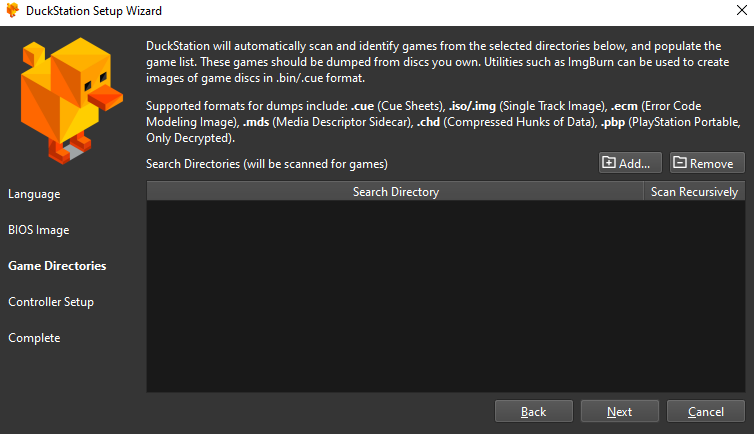 DuckStation Setup Wizard
DuckStation will automatically scan and identify games from the selected directories below, and populate the
game list. These games should be dumped from discs you own. Utilities such as ImgBurn can be used to create
images of game discs in .bin/.cue format.
Supported formats for dumps include: .cue (Cue Sheets), .iso/.img (Single Track Image), .ecm (Error Code
Modeling Image), .mds (Media Descriptor Sidecar), .chd (Compressed Hunks of Data), .pbp (PlayStation Portable,
Only Decrypted).
Search Directories (will be scanned for games)
Add...
Remove
Search Directory
Scan Recursively
Language
BIOS Image
Game Directories
Controller Setup
Complete
Back
Next
Cancel